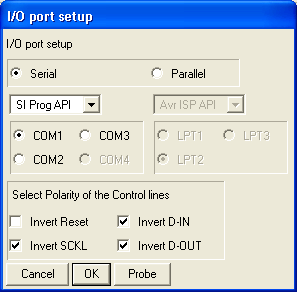 I/O port setup
I/O port setup
Serial Parallel
SI Prog API Avr ISP API
COM1 COM3 LPT1 LPT3
COM2 COM4 LPT2
Select Polarity of the Control lines
Invert Reset Invert D-IN
Invert SCKL Invert D-OUT
Cancel OK Probe